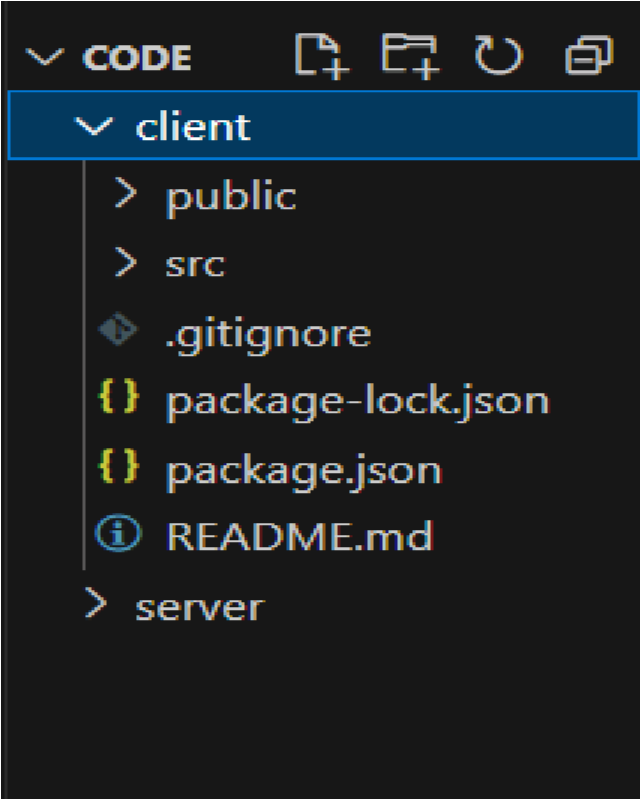 CODE
client
public
src
.gitignore
package-lock.json
package.json
README.md
server